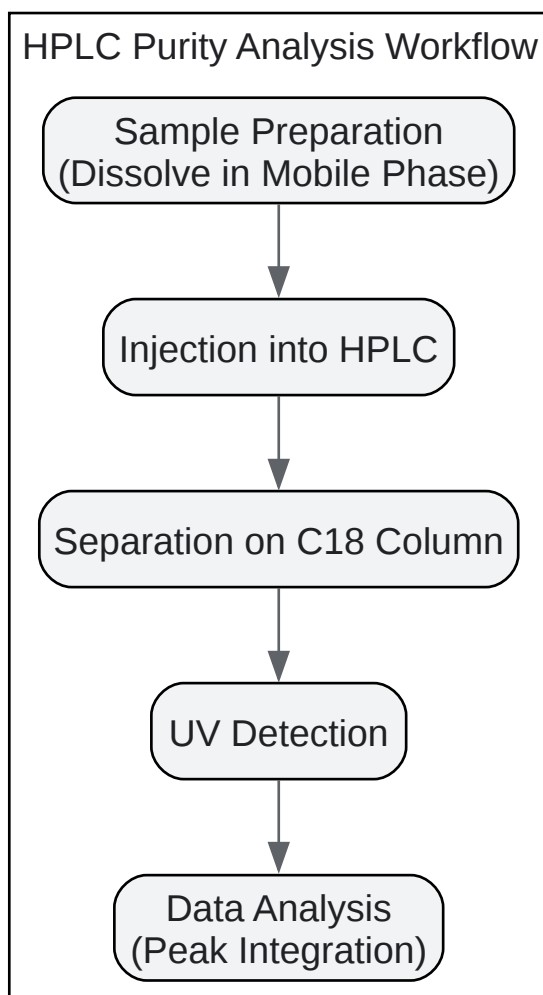 HPLC Purity Analysis Workflow
Sample Preparation
(Dissolve in Mobile Phase)
Injection into HPLC
Separation on C18 Column
UV Detection
Data Analysis
(Peak Integration)